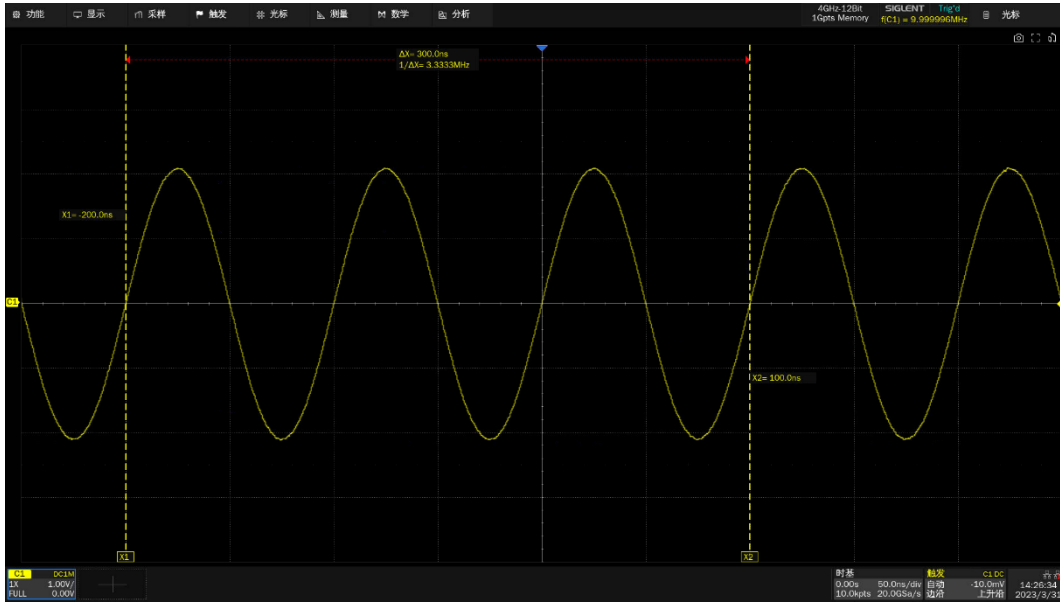 功能 显示 采样 触发 光标 测量 数学 分析
4GHz-12Bit SIGLENT Trig'd
1Gpts Memory f(C1) = 9.999996MHz
光标
ΔX= 300.0ns
1/ΔX= 3.3333MHz
X1= -200.0ns
C1
X2= 100.0ns
X1 X2
C1 DC1M
1X 1.00V/
FULL 0.00V
时基
0.00s 50.0ns/div
10.0kpts 20.0GSa/s
触发 C1 DC
自动 -10.0mV
边沿 上升沿
14:26:34